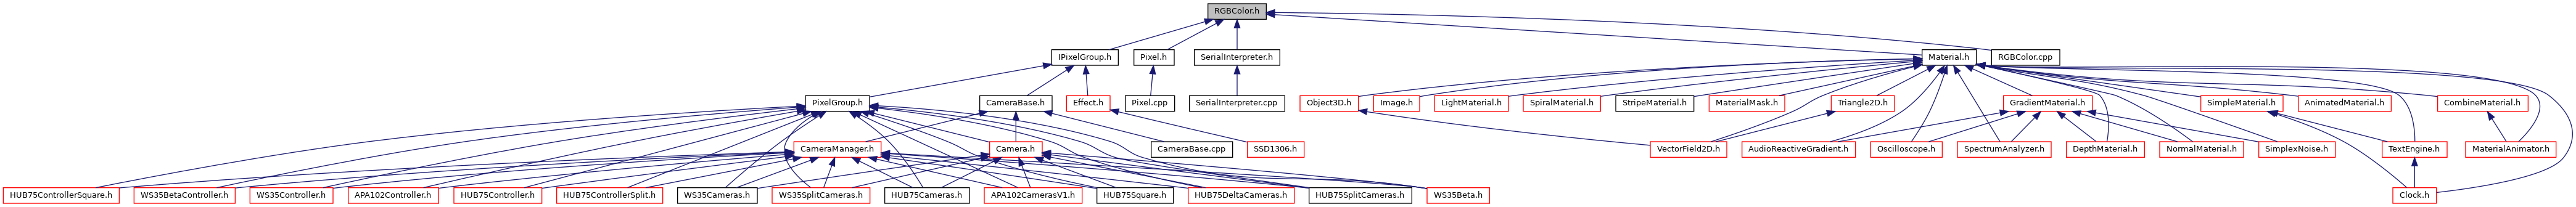 RGBColor.h
IPixelGroup.h
Pixel.h
SerialInterpreter.h
Material.h
RGBColor.cpp
PixelGroup.h
CameraBase.h
Effect.h
Pixel.cpp
SerialInterpreter.cpp
Object3D.h
Image.h
LightMaterial.h
SpiralMaterial.h
StripeMaterial.h
MaterialMask.h
Triangle2D.h
GradientMaterial.h
SimpleMaterial.h
AnimatedMaterial.h
CombineMaterial.h
CameraManager.h
Camera.h
CameraBase.cpp
SSD1306.h
VectorField2D.h
AudioReactiveGradient.h
Oscilloscope.h
SpectrumAnalyzer.h
DepthMaterial.h
NormalMaterial.h
SimplexNoise.h
TextEngine.h
MaterialAnimator.h
HUB75ControllerSquare.h
WS35BetaController.h
WS35Controller.h
APA102Controller.h
HUB75Controller.h
HUB75ControllerSplit.h
WS35Cameras.h
WS35SplitCameras.h
HUB75Cameras.h
APA102CamerasV1.h
HUB75Square.h
HUB75DeltaCameras.h
HUB75SplitCameras.h
WS35Beta.h
Clock.h